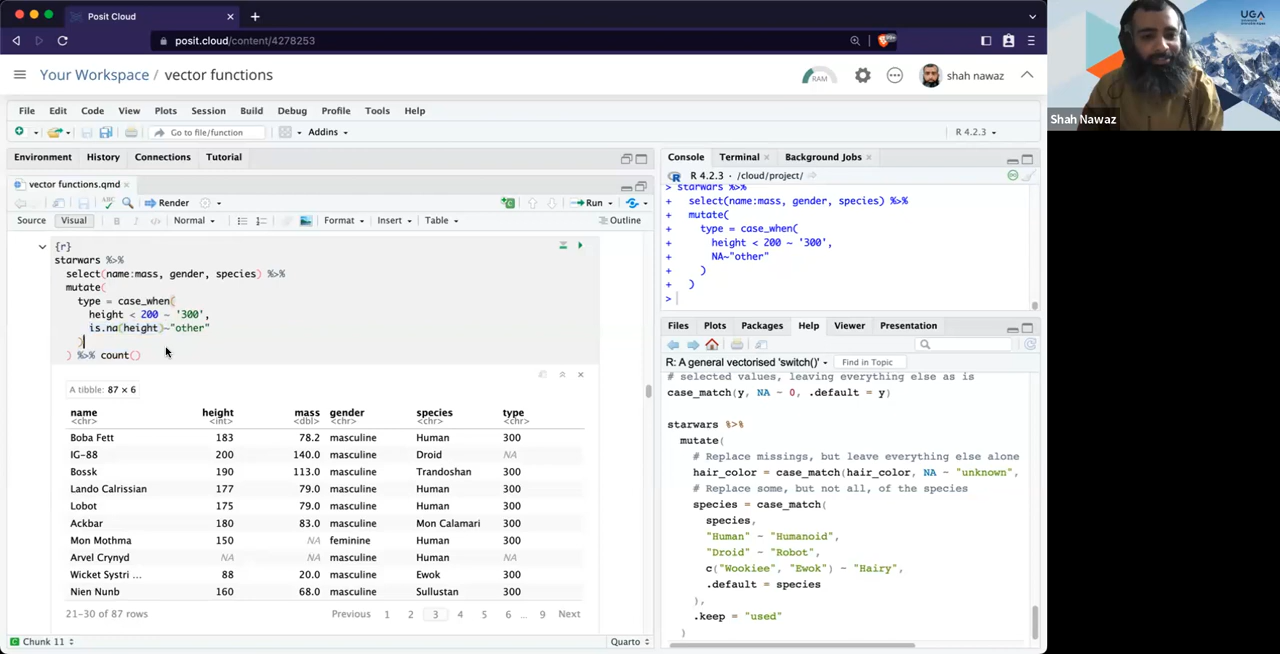 Posit Cloud
posit.cloud/content/4278253
Your Workspace / vector functions
RAM
shah nawaz
File Edit Code View Plots Session Build Debug Profile Tools Help
Go to file/function
Addins
R 4.2.3
Environment History Connections Tutorial
vector functions.qmd
ABC
Render
Run
Source Visual B I </> Normal Format Insert Table Outline
{r}
starwars %>%
select(name:mass, gender, species) %>%
mutate(
type = case_when(
height < 200 ~ '300',
is.na(height)~"other"
)
) %>% count()
A tibble: 87 × 6
name height mass gender species type
<chr> <int> <dbl> <chr> <chr> <chr>
Boba Fett 183 78.2 masculine Human 300
IG-88 200 140.0 masculine Droid NA
Bossk 190 113.0 masculine Trandoshan 300
Lando Calrissian 177 79.0 masculine Human 300
Lobot 175 79.0 masculine Human 300
Ackbar 180 83.0 masculine Mon Calamari 300
Mon Mothma 150 NA feminine Human 300
Arvel Crynyd NA NA masculine Human NA
Wicket Systri ... 88 20.0 masculine Ewok 300
Nien Nunb 160 68.0 masculine Sullustan 300
21-30 of 87 rows
Previous 1 2 3 4 5 6 ... 9 Next
Chunk 11
Quarto
Console Terminal Background Jobs
R 4.2.3 · /cloud/project/
> starwars %>%
+ select(name:mass, gender, species) %>%
+ mutate(
+ type = case_when(
+ height < 200 ~ '300',
+ NA~"other"
+ )
+ )
>
Files Plots Packages Help Viewer Presentation
R: A general vectorised 'switch()'
Find in Topic
# selected values, leaving everything else as is
case_match(y, NA ~ 0, .default = y)
starwars %>%
mutate(
# Replace missings, but leave everything else alone
hair_color = case_match(hair_color, NA ~ "unknown",
# Replace some, but not all, of the species
species = case_match(
species,
"Human" ~ "Humanoid",
"Droid" ~ "Robot",
c("Wookiee", "Ewok") ~ "Hairy",
.default = species
),
.keep = "used"
)
UGA
Shah Nawaz